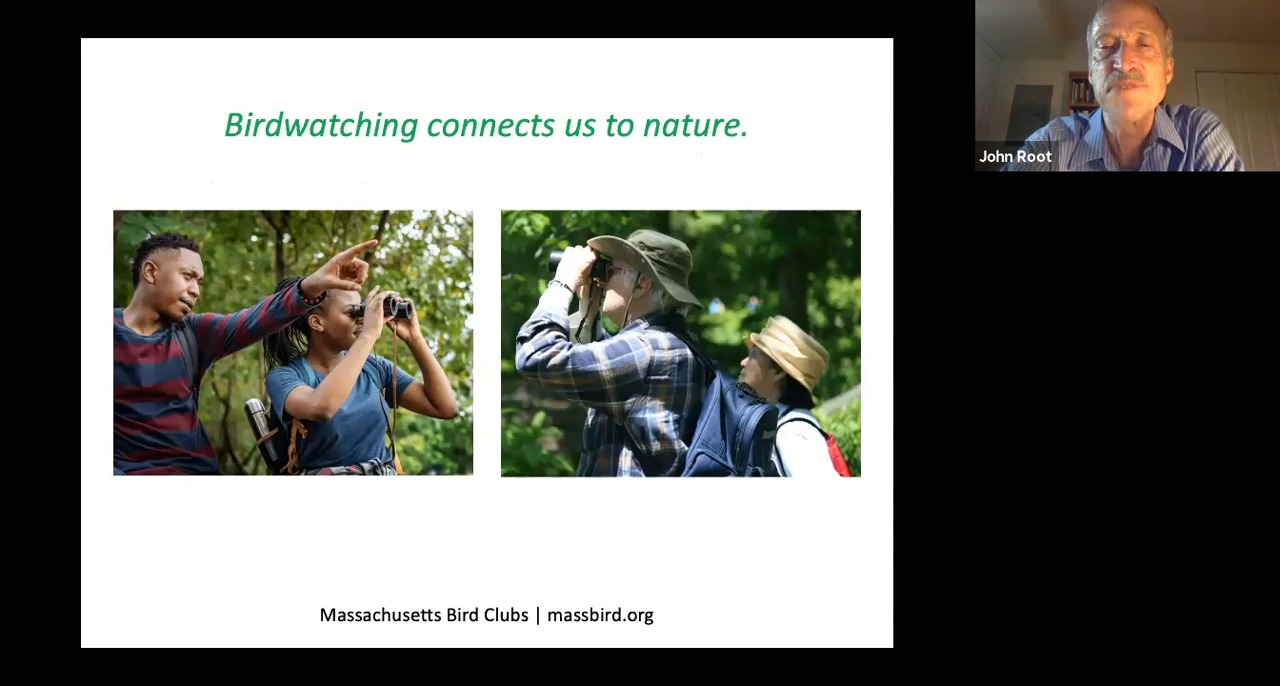 Birdwatching connects us to nature.
John Root
Massachusetts Bird Clubs | massbird.org